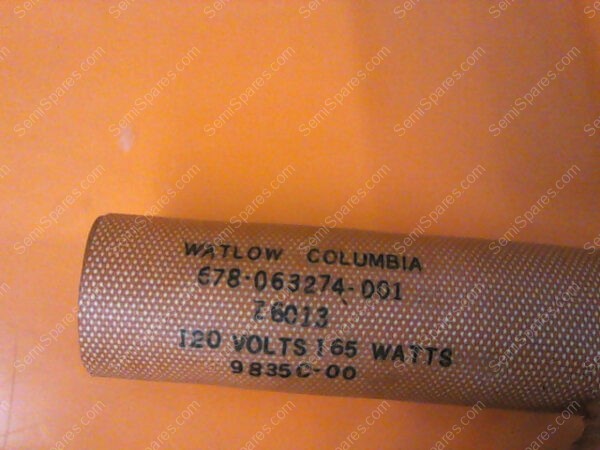 WATLOW COLUMBIA
678-063274-001
Z6013
120 VOLTS 165 WATTS
9835C-00
SemiSpares.com